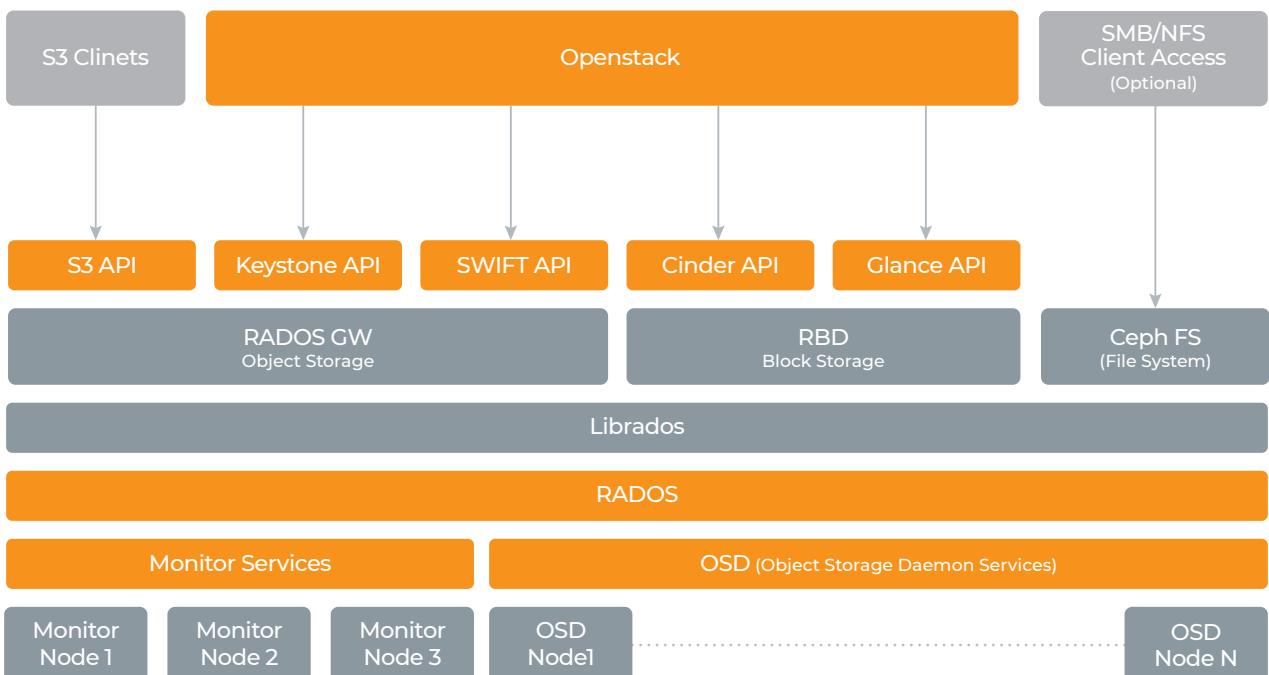 S3 Clinets
Openstack
SMB/NFS
Client Access
(Optional)
S3 API
Keystone API
SWIFT API
Cinder API
Glance API
RADOS GW
Object Storage
RBD
Block Storage
Ceph FS
(File System)
Librados
RADOS
Monitor Services
OSD (Object Storage Daemon Services)
Monitor
Node 1
Monitor
Node 2
Monitor
Node 3
OSD
Node1
OSD
Node N